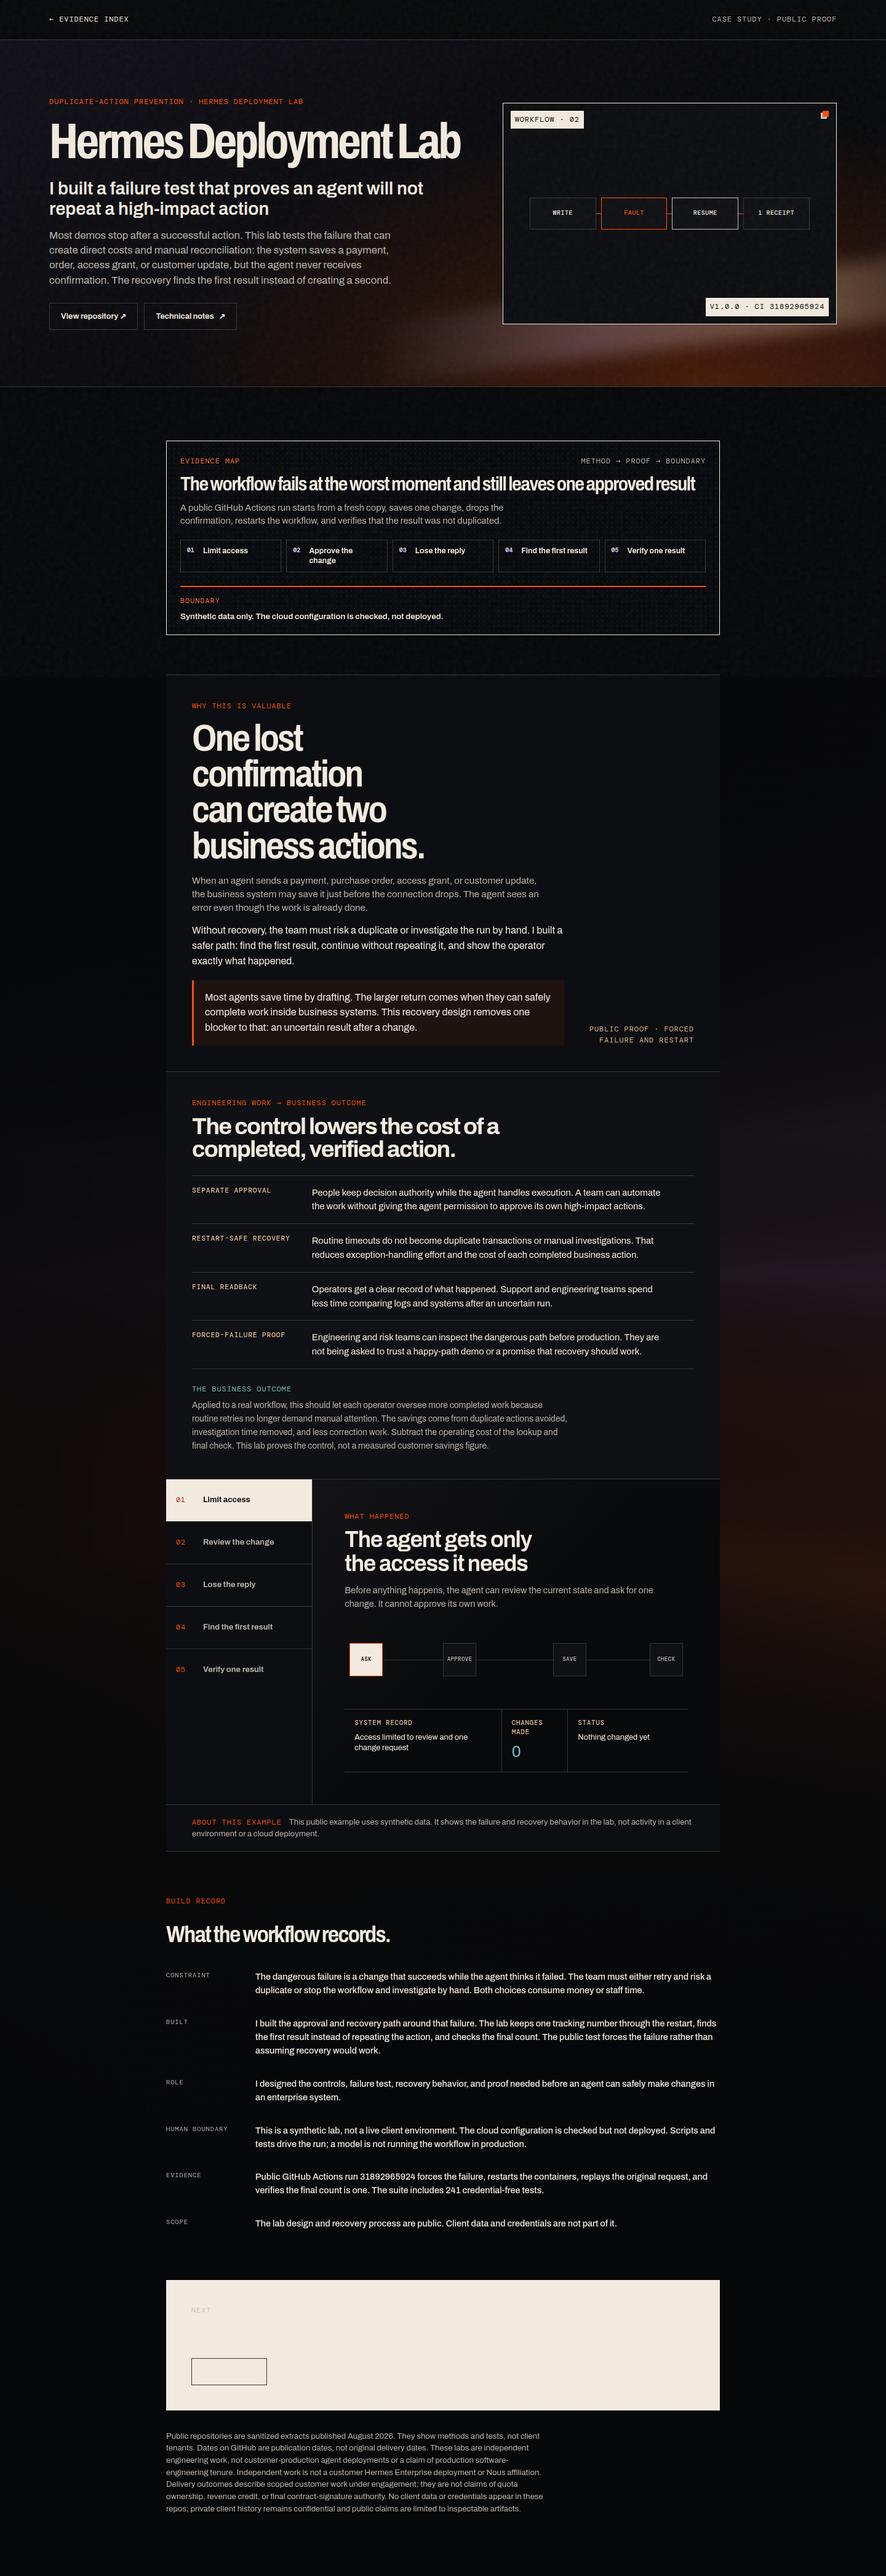 ← EVIDENCE INDEX
CASE STUDY · PUBLIC PROOF
DUPLICATE-ACTION PREVENTION · HERMES DEPLOYMENT LAB
Hermes Deployment Lab
I built a failure test that proves an agent will not
repeat a high-impact action
Most demos stop after a successful action. This lab tests the failure that can
create direct costs and manual reconciliation: the system saves a payment,
order, access grant, or customer update, but the agent never receives
confirmation. The recovery finds the first result instead of creating a second.
View repository ↗
Technical notes ↗
WORKFLOW · 02
WRITE
FAULT
RESUME
1 RECEIPT
V1.0.0 · CI 31892965924
EVIDENCE MAP
METHOD → PROOF → BOUNDARY
The workflow fails at the worst moment and still leaves one approved result
A public GitHub Actions run starts from a fresh copy, saves one change, drops the
confirmation, restarts the workflow, and verifies that the result was not duplicated.
01 Limit access
02 Approve the
change
03 Lose the reply
04 Find the first result
05 Verify one result
BOUNDARY
Synthetic data only. The cloud configuration is checked, not deployed.
WHY THIS IS VALUABLE
One lost
confirmation
can create two
business actions.
When an agent sends a payment, purchase order, access grant, or customer update,
the business system may save it just before the connection drops. The agent sees an
error even though the work is already done.
Without recovery, the team must risk a duplicate or investigate the run by hand. I built a
safer path: find the first result, continue without repeating it, and show the operator
exactly what happened.
Most agents save time by drafting. The larger return comes when they can safely
complete work inside business systems. This recovery design removes one
blocker to that: an uncertain result after a change.
PUBLIC PROOF · FORCED
FAILURE AND RESTART
ENGINEERING WORK → BUSINESS OUTCOME
The control lowers the cost of a
completed, verified action.
SEPARATE APPROVAL
People keep decision authority while the agent handles execution. A team can automate
the work without giving the agent permission to approve its own high-impact actions.
RESTART-SAFE RECOVERY
Routine timeouts do not become duplicate transactions or manual investigations. That
reduces exception-handling effort and the cost of each completed business action.
FINAL READBACK
Operators get a clear record of what happened. Support and engineering teams spend
less time comparing logs and systems after an uncertain run.
FORCED-FAILURE PROOF
Engineering and risk teams can inspect the dangerous path before production. They are
not being asked to trust a happy-path demo or a promise that recovery should work.
THE BUSINESS OUTCOME
Applied to a real workflow, this should let each operator oversee more completed work because
routine retries no longer demand manual attention. The savings come from duplicate actions avoided,
investigation time removed, and less correction work. Subtract the operating cost of the lookup and
final check. This lab proves the control, not a measured customer savings figure.
01 Limit access
02 Review the change
03 Lose the reply
04 Find the first result
05 Verify one result
WHAT HAPPENED
The agent gets only
the access it needs
Before anything happens, the agent can review the current state and ask for one
change. It cannot approve its own work.
ASK
APPROVE
SAVE
CHECK
SYSTEM RECORD
Access limited to review and one
change request
CHANGES
MADE
0
STATUS
Nothing changed yet
ABOUT THIS EXAMPLE This public example uses synthetic data. It shows the failure and recovery behavior in the lab, not activity in a client
environment or a cloud deployment.
BUILD RECORD
What the workflow records.
CONSTRAINT
The dangerous failure is a change that succeeds while the agent thinks it failed. The team must either retry and risk a
duplicate or stop the workflow and investigate by hand. Both choices consume money or staff time.
BUILT
I built the approval and recovery path around that failure. The lab keeps one tracking number through the restart, finds
the first result instead of repeating the action, and checks the final count. The public test forces the failure rather than
assuming recovery would work.
ROLE
I designed the controls, failure test, recovery behavior, and proof needed before an agent can safely make changes in
an enterprise system.
HUMAN BOUNDARY
This is a synthetic lab, not a live client environment. The cloud configuration is checked but not deployed. Scripts and
tests drive the run; a model is not running the workflow in production.
EVIDENCE
Public GitHub Actions run 31892965924 forces the failure, restarts the containers, replays the original request, and
verifies the final count is one. The suite includes 241 credential-free tests.
SCOPE
The lab design and recovery process are public. Client data and credentials are not part of it.
NEXT
Public repositories are sanitized extracts published August 2026. They show methods and tests, not client
tenants. Dates on GitHub are publication dates, not original delivery dates. These labs are independent
engineering work, not customer-production agent deployments or a claim of production software-
engineering tenure. Independent work is not a customer Hermes Enterprise deployment or Nous affiliation.
Delivery outcomes describe scoped customer work under engagement; they are not claims of quota
ownership, revenue credit, or final contract-signature authority. No client data or credentials appear in these
repos; private client history remains confidential and public claims are limited to inspectable artifacts.